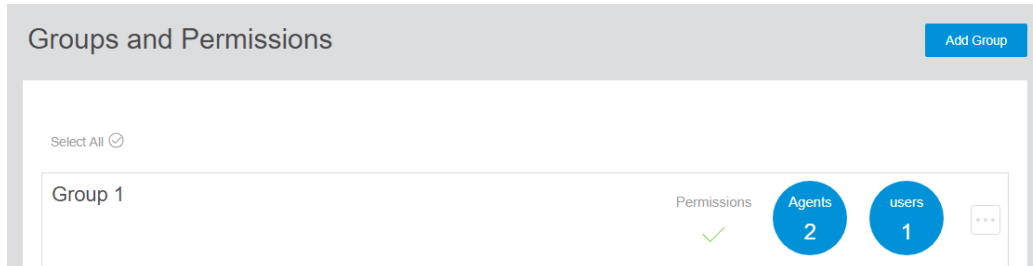 Groups and Permissions
Add Group
Select All
Group 1
Permissions
Agents
2
users
1